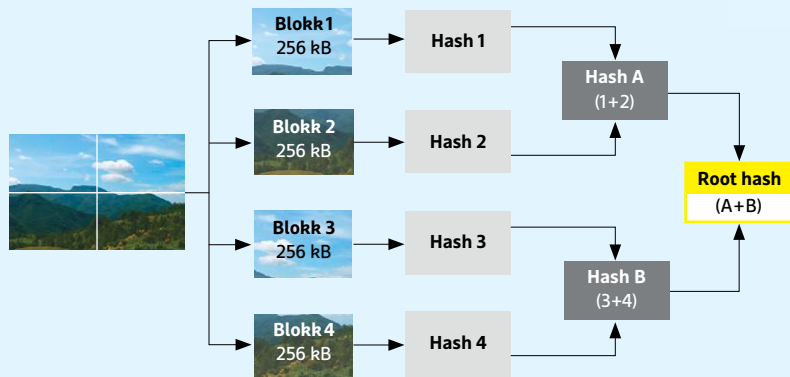 Blokk 1
256 kB
Hash 1
Blokk 2
256 kB
Hash 2
Hash A
(1+2)
Root hash
(A+B)
Blokk 3
256 kB
Hash 3
Blokk 4
256 kB
Hash 4
Hash B
(3+4)